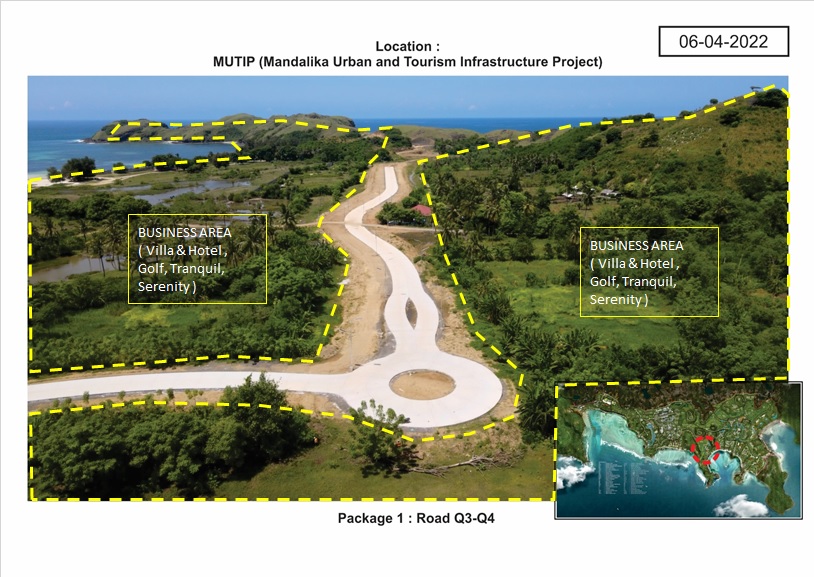 06-04-2022
Location :
MUTIP (Mandalika Urban and Tourism Infrastructure Project)
BUSINESS AREA
( Villa & Hotel ,
Golf, Tranquil,
Serenity )
BUSINESS AREA
( Villa & Hotel ,
Golf, Tranquil,
Serenity )
Package 1 : Road Q3-Q4